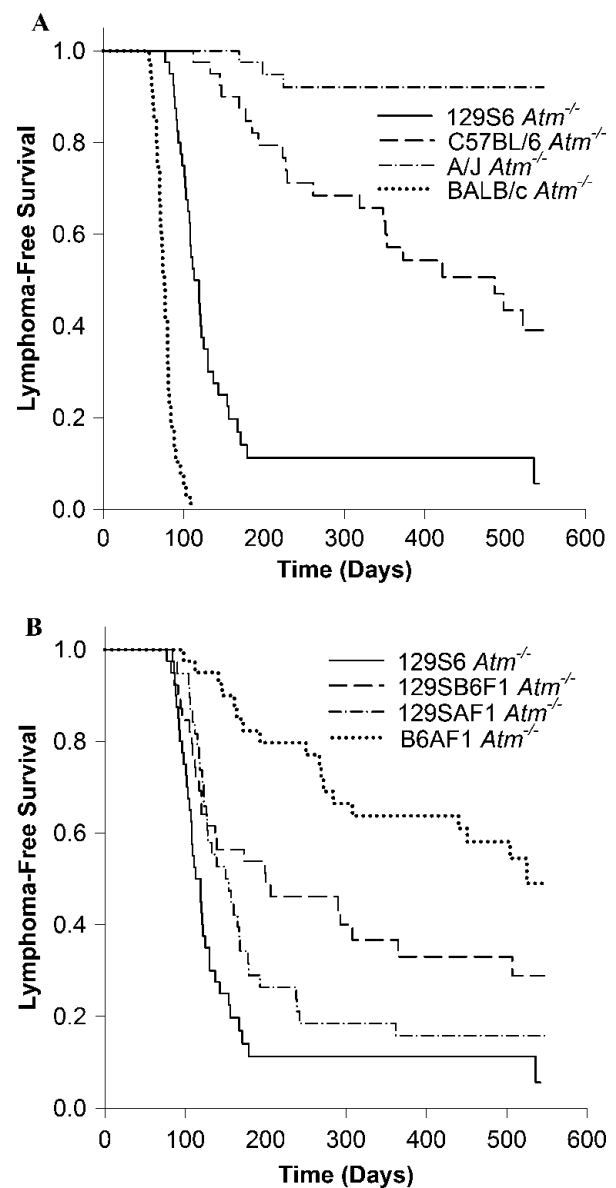 A
1.0
0.8
0.6
0.4
0.2
0.0
Lymphoma-Free Survival
129S6 Atm-/-
C57BL/6 Atm-/-
A/J Atm-/-
BALB/c Atm-/-
0 100 200 300 400 500 600
Time (Days)
B
1.0
0.8
0.6
0.4
0.2
0.0
Lymphoma-Free Survival
129S6 Atm-/-
129SB6F1 Atm-/-
129SAF1 Atm-/-
B6AF1 Atm-/-
0 100 200 300 400 500 600
Time (Days)